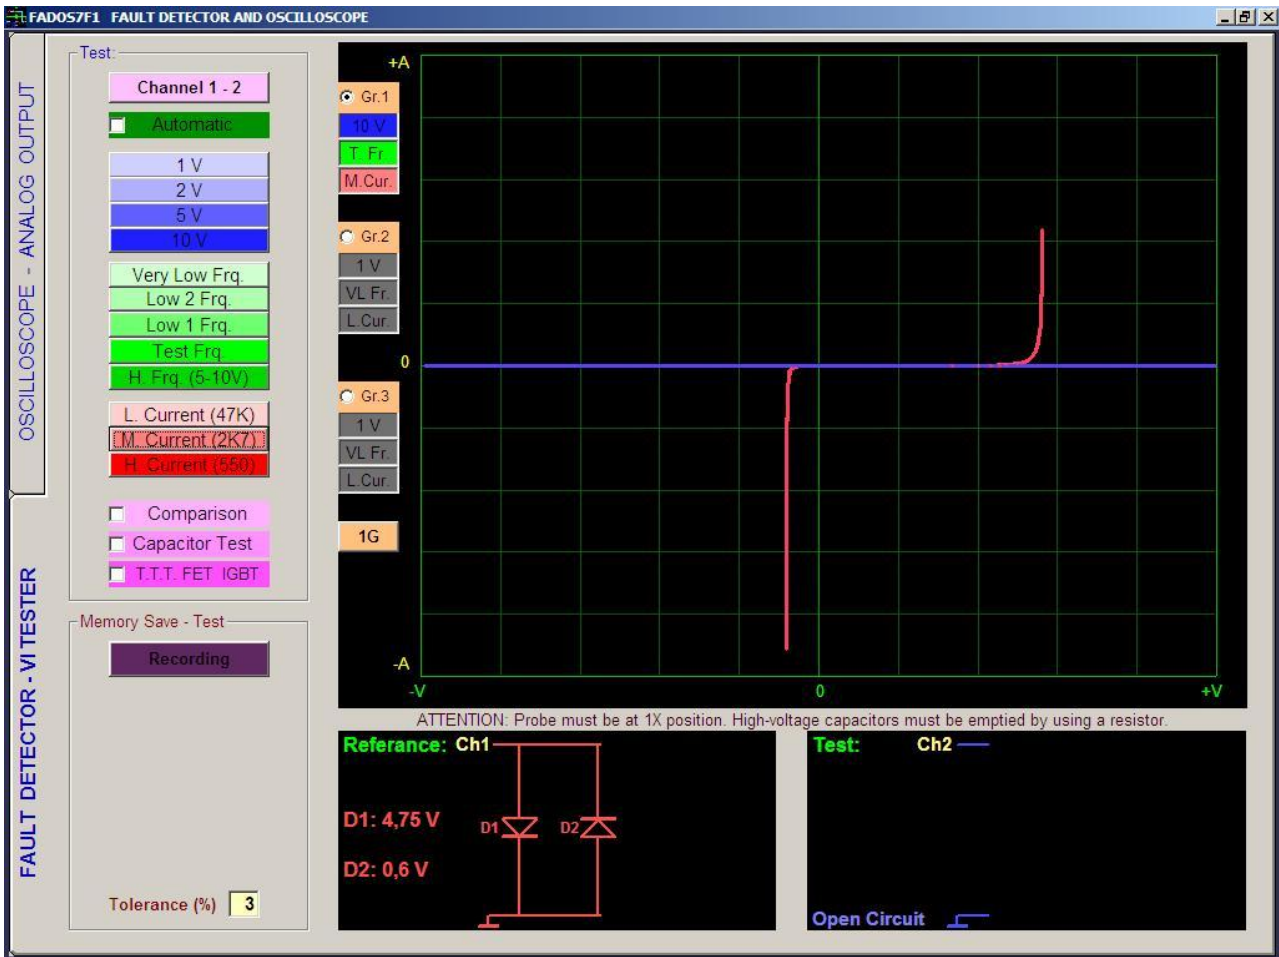 FADOS7F1 FAULT DETECTOR AND OSCILLOSCOPE
OSCILLOSCOPE - ANALOG OUTPUT
FAULT DETECTOR - VI TESTER
Test:
Channel 1 - 2
Automatic
1 V
2 V
5 V
10 V
Very Low Frq.
Low 2 Frq.
Low 1 Frq.
Test Frq.
H. Frq. (5-10V)
L. Current (47K)
M. Current (2K7)
H. Current (550)
Comparison
Capacitor Test
T.T.T. FET IGBT
Memory Save - Test
Recording
Tolerance (%) 3
+A
Gr.1
10 V
T. Fr.
M.Cur.
Gr.2
1 V
VL Fr.
L.Cur.
0
Gr.3
1 V
VL Fr.
L.Cur.
1G
-A
-V 0 +V
ATTENTION: Probe must be at 1X position. High-voltage capacitors must be emptied by using a resistor.
Referance: Ch1
D1: 4,75 V
D1 D2
D2: 0,6 V
Test: Ch2
Open Circuit